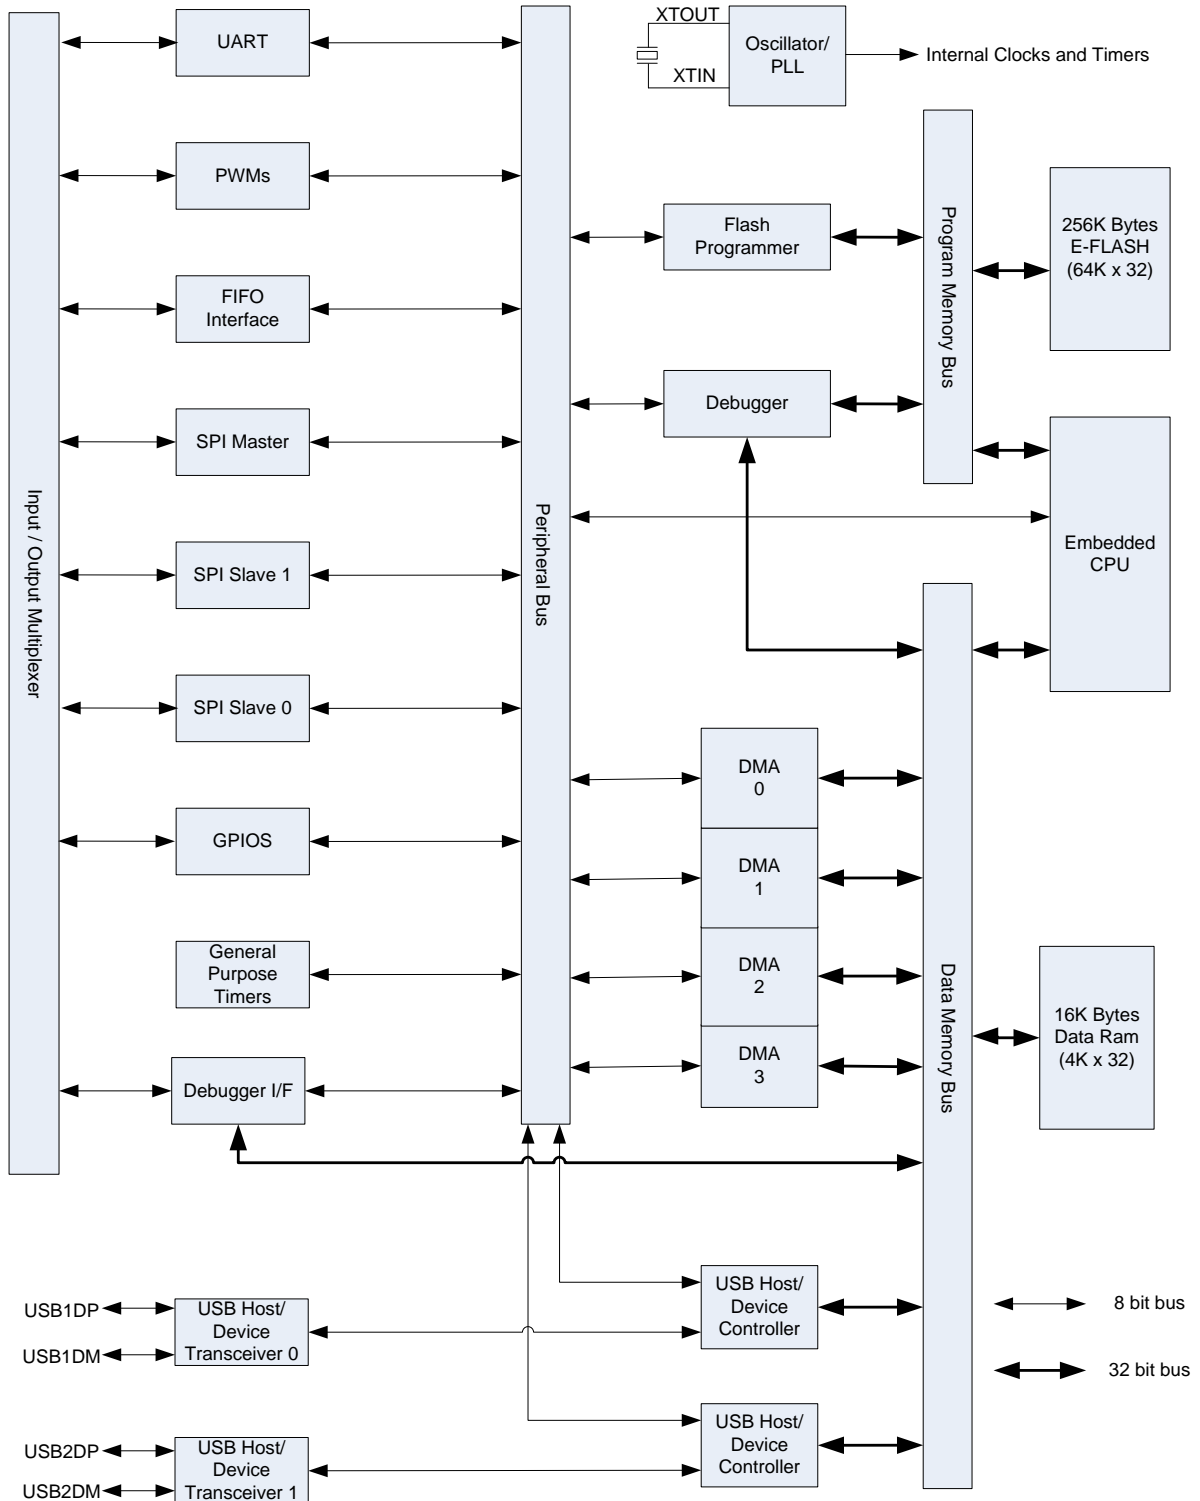 XTOUT
XTIN
Oscillator/
PLL
Internal Clocks and Timers
UART
PWMs
FIFO
Interface
SPI Master
SPI Slave 1
SPI Slave 0
GPIOS
General
Purpose
Timers
Debugger I/F
Input / Output Multiplexer
Peripheral Bus
Flash
Programmer
Debugger
Program Memory Bus
256K Bytes
E-FLASH
(64K x 32)
Embedded
CPU
DMA
0
DMA
1
DMA
2
DMA
3
Data Memory Bus
16K Bytes
Data Ram
(4K x 32)
USB1DP
USB1DM
USB Host/
Device
Transceiver 0
USB Host/
Device
Controller
8 bit bus
32 bit bus
USB2DP
USB2DM
USB Host/
Device
Transceiver 1
USB Host/
Device
Controller